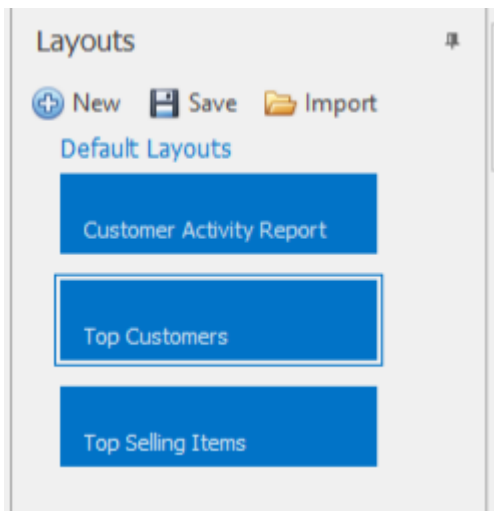 Layouts
New Save Import
Default Layouts
Customer Activity Report
Top Customers
Top Selling Items